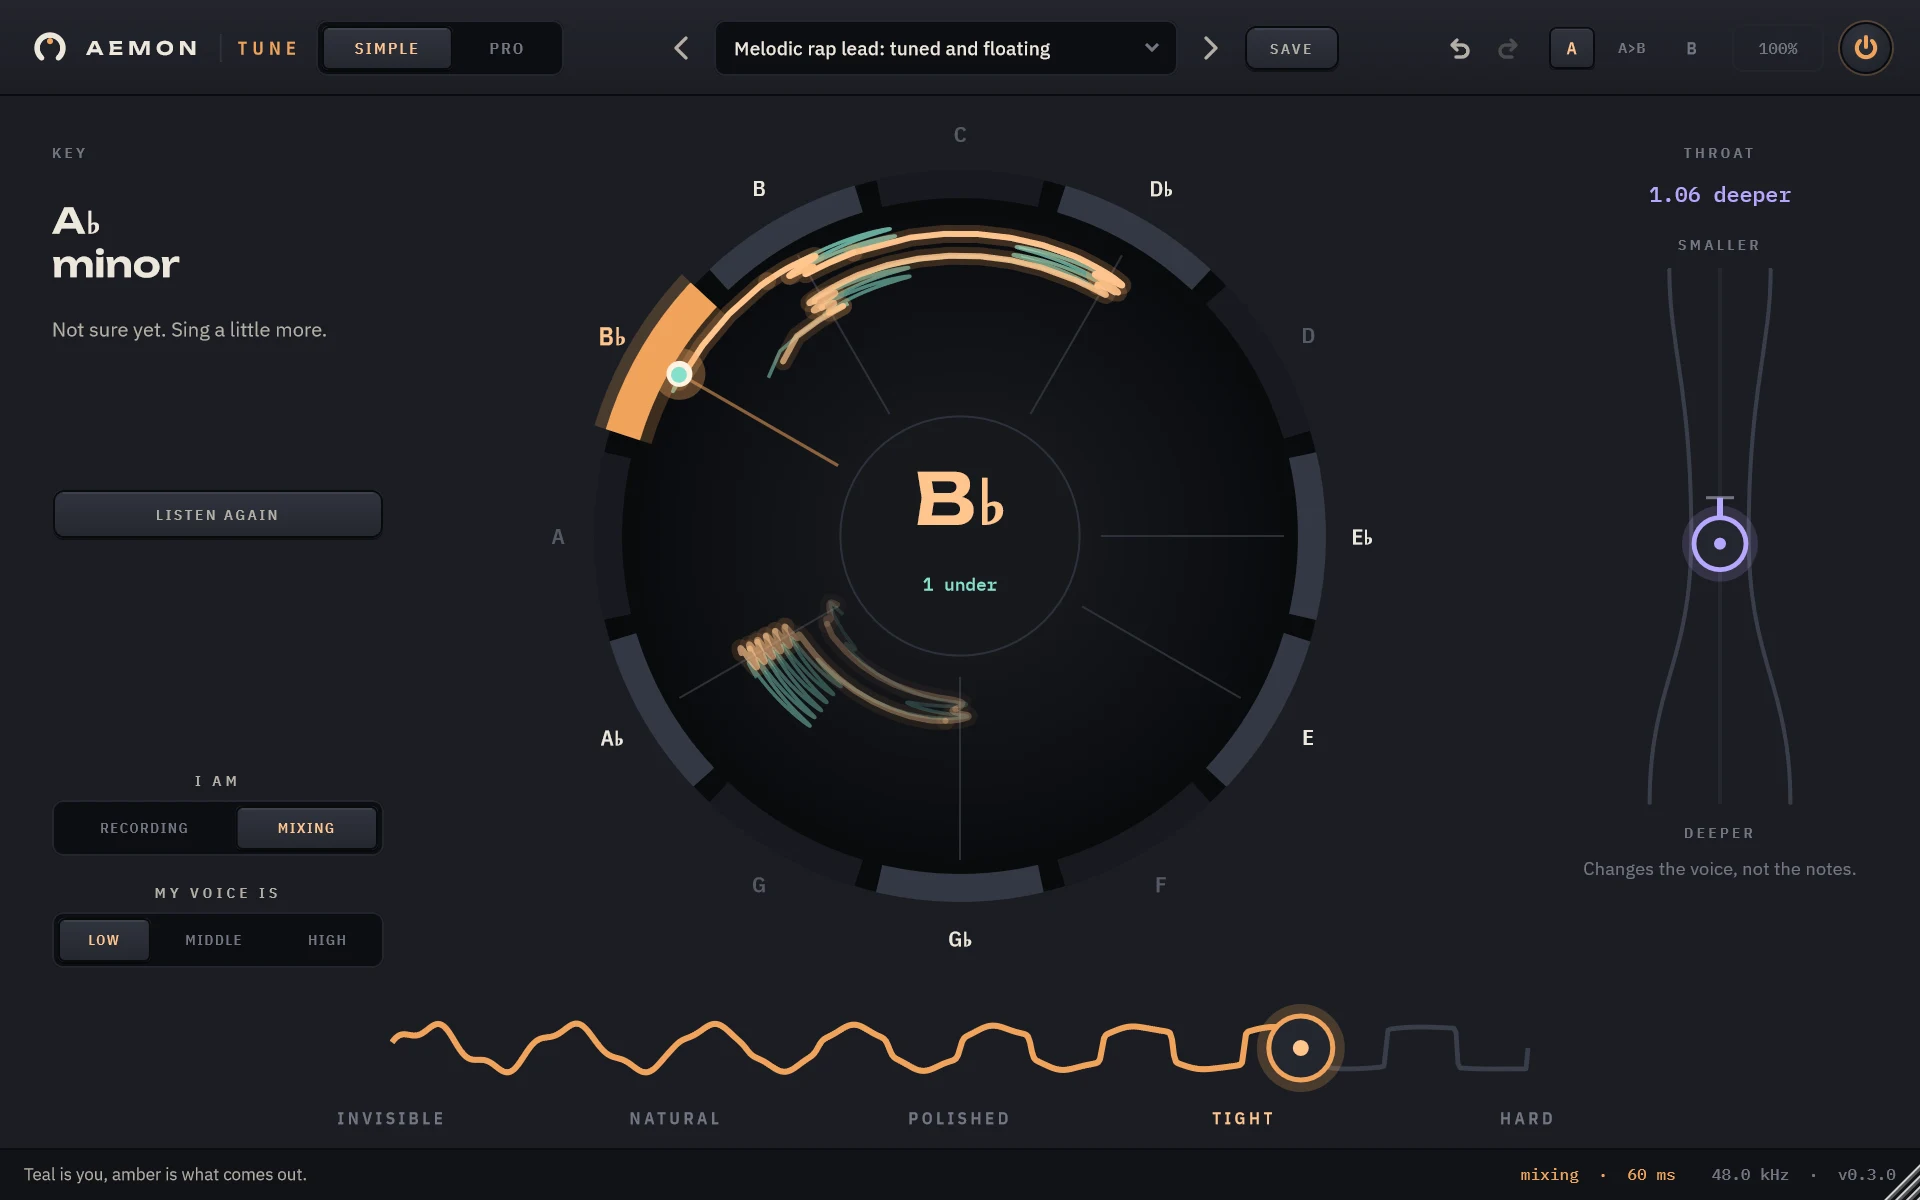 AEMON TUNE SIMPLE PRO Melodic rap lead: tuned and floating SAVE A A>B B 100%
KEY
A♭
minor
Not sure yet. Sing a little more.
LISTEN AGAIN
I AM
RECORDING MIXING
MY VOICE IS
LOW MIDDLE HIGH
C
B D♭
B♭ D
A E♭
A♭ E
G F
G♭
B♭
1 under
THROAT
1.06 deeper
SMALLER
DEEPER
Changes the voice, not the notes.
INVISIBLE NATURAL POLISHED TIGHT HARD
Teal is you, amber is what comes out. mixing · 60 ms 48.0 kHz · v0.3.0